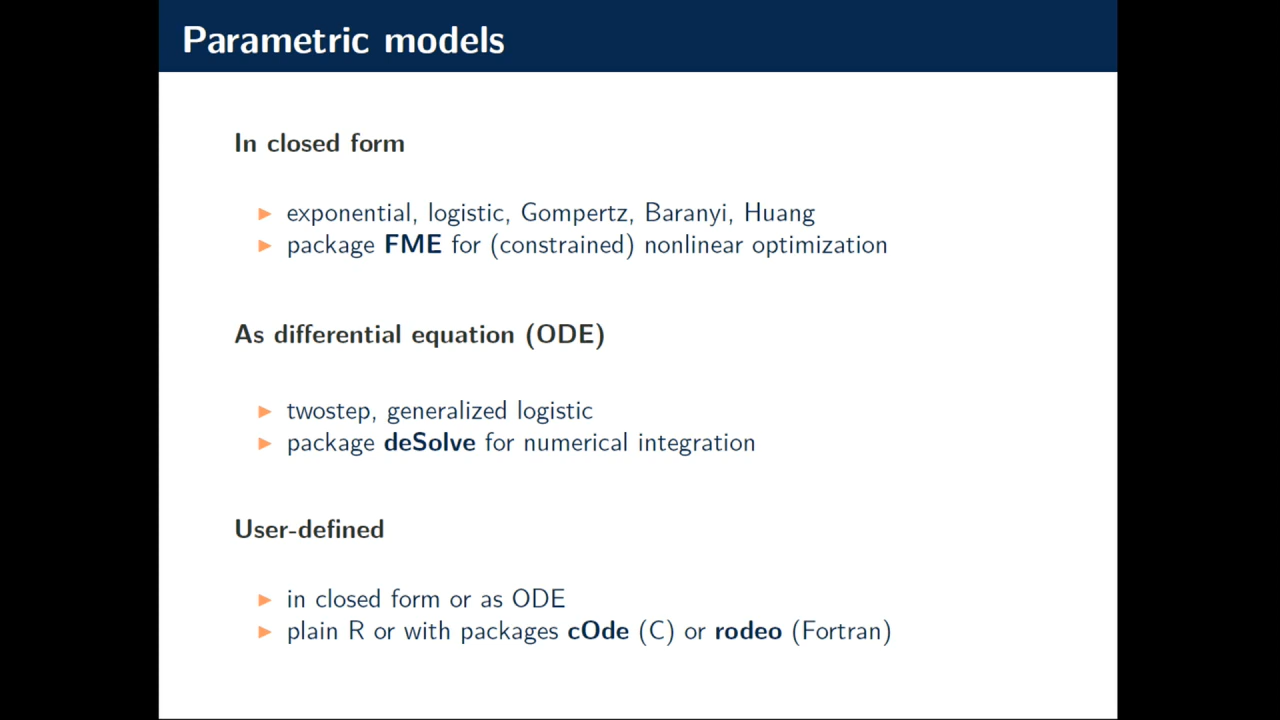 Parametric models
In closed form
▶ exponential, logistic, Gompertz, Baranyi, Huang
▶ package FME for (constrained) nonlinear optimization
As differential equation (ODE)
▶ twostep, generalized logistic
▶ package deSolve for numerical integration
User-defined
▶ in closed form or as ODE
▶ plain R or with packages cOde (C) or rodeo (Fortran)